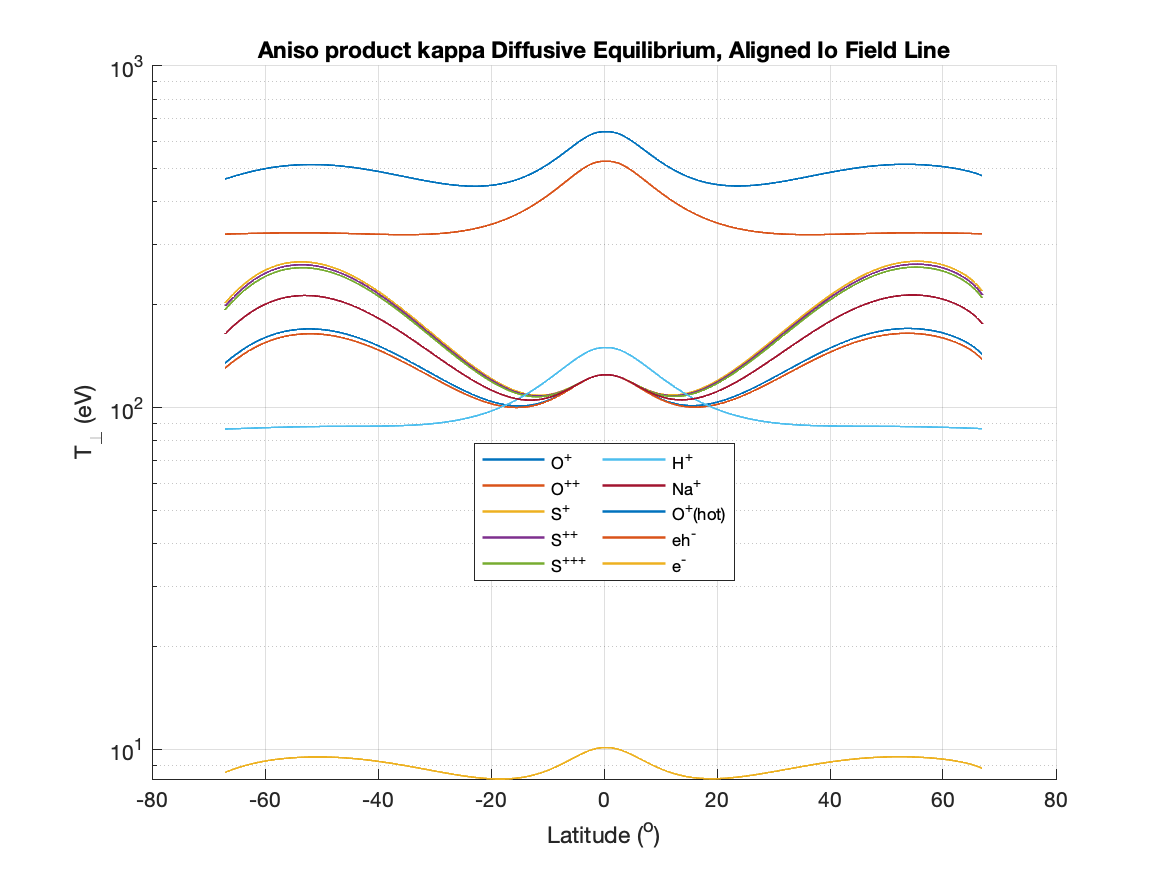 Aniso product kappa Diffusive Equilibrium, Aligned Io Field Line
10³
10²
10¹
T⊥ (eV)
O⁺ H⁺
O⁺⁺ Na⁺
S⁺ O⁺(hot)
S⁺⁺ eh⁻
S⁺⁺⁺ e⁻
-80 -60 -40 -20 0 20 40 60 80
Latitude (ᵒ)